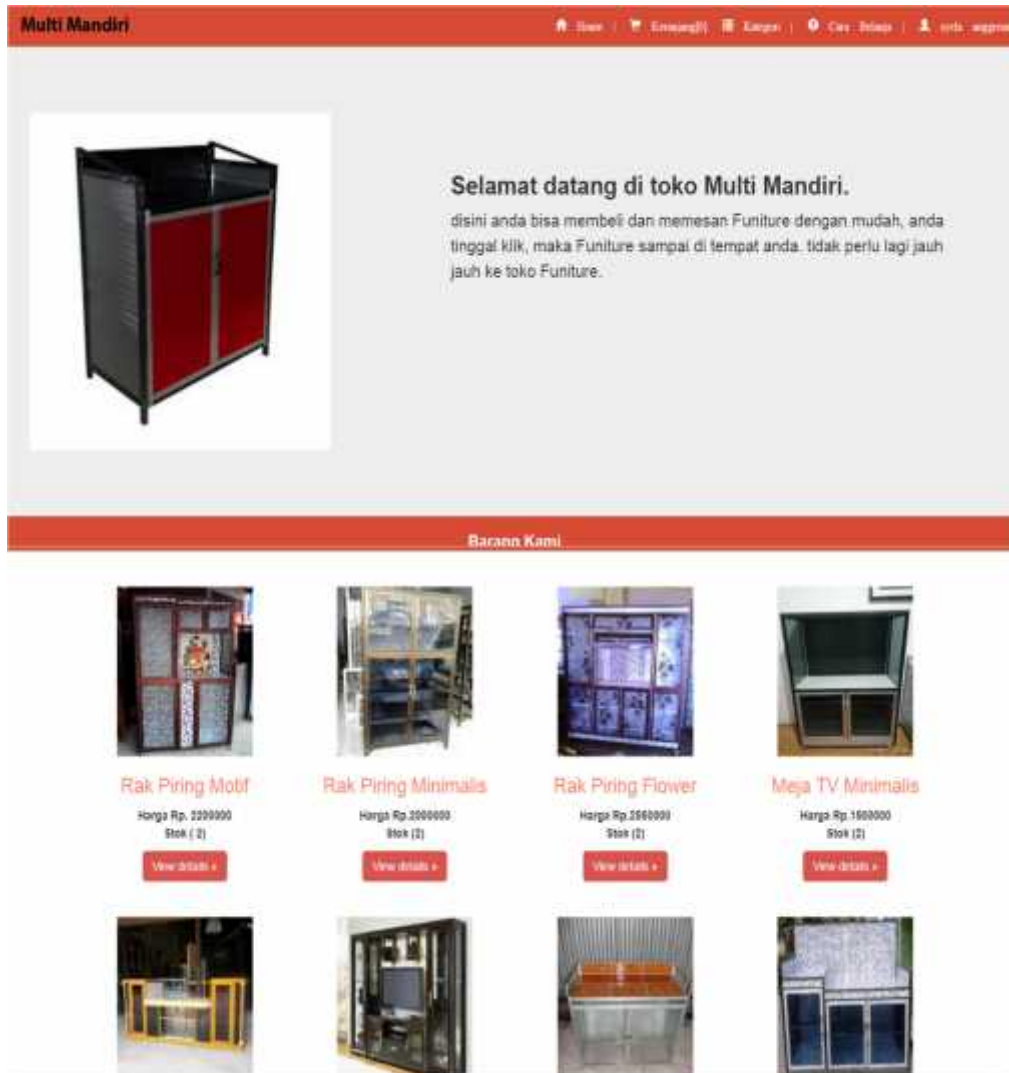 Multi Mandiri
Home | Keranjang[0] Kategori | Cara Belanja |
Selamat datang di toko Multi Mandiri.
disini anda bisa membeli dan memesan Funiture dengan mudah, anda
tinggal klik, maka Funiture sampai di tempat anda. tidak perlu lagi jauh
jauh ke toko Funiture.
Barang Kami
Rak Piring Motif
Harga Rp. 2200000
Stok ( 2)
View details »
Rak Piring Minimalis
Harga Rp.2000000
Stok (2)
View details »
Rak Piring Flower
Harga Rp.
Stok (2)
View details »
Meja TV Minimalis
Harga Rp.
Stok (2)
View details »